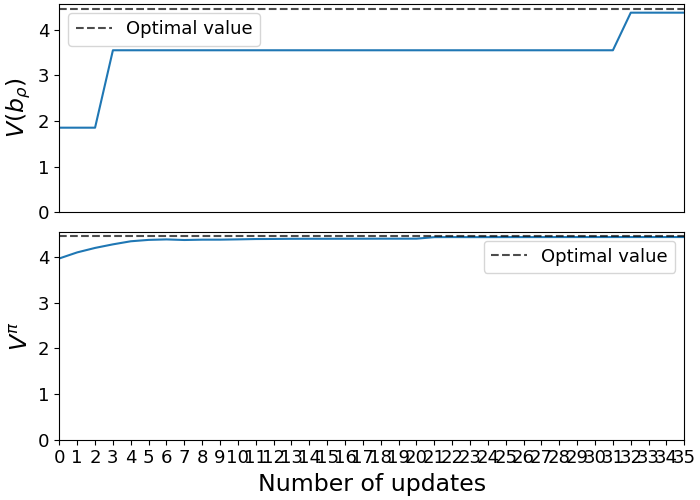 4
3
2
1
0
V(b_ρ)
Optimal value
4
3
2
1
0
V^π
Optimal value
0 1 2 3 4 5 6 7 8 9 10 11 12 13 14 15 16 17 18 19 20 21 22 23 24 25 26 27 28 29 30 31 32 33 34 35
Number of updates